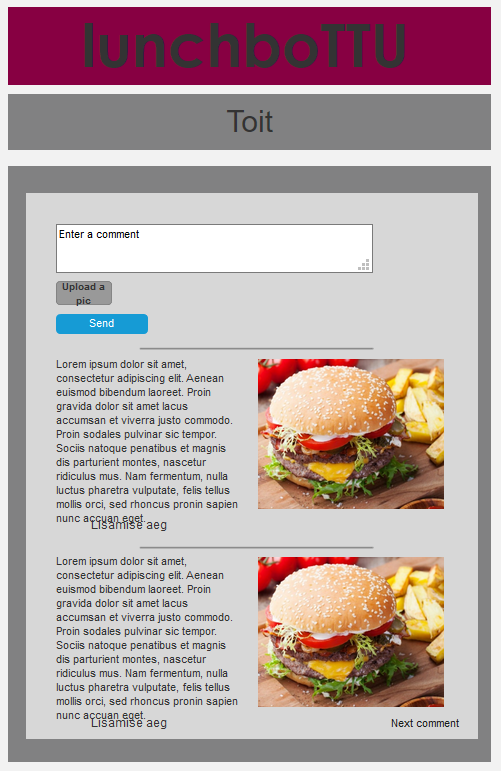 lunchboTTU
Toit
Enter a comment
Upload a
pic
Send
Lorem ipsum dolor sit amet,
consectetur adipiscing elit. Aenean
euismod bibendum laoreet. Proin
gravida dolor sit amet lacus
accumsan et viverra justo commodo.
Proin sodales pulvinar sic tempor.
Sociis natoque penatibus et magnis
dis parturient montes, nascetur
ridiculus mus. Nam fermentum, nulla
luctus pharetra vulputate, felis tellus
mollis orci, sed rhoncus pronin sapien
nunc accuan eget.
Lisamise aeg
Lorem ipsum dolor sit amet,
consectetur adipiscing elit. Aenean
euismod bibendum laoreet. Proin
gravida dolor sit amet lacus
accumsan et viverra justo commodo.
Proin sodales pulvinar sic tempor.
Sociis natoque penatibus et magnis
dis parturient montes, nascetur
ridiculus mus. Nam fermentum, nulla
luctus pharetra vulputate, felis tellus
mollis orci, sed rhoncus pronin sapien
nunc accuan eget.
Lisamise aeg
Next comment